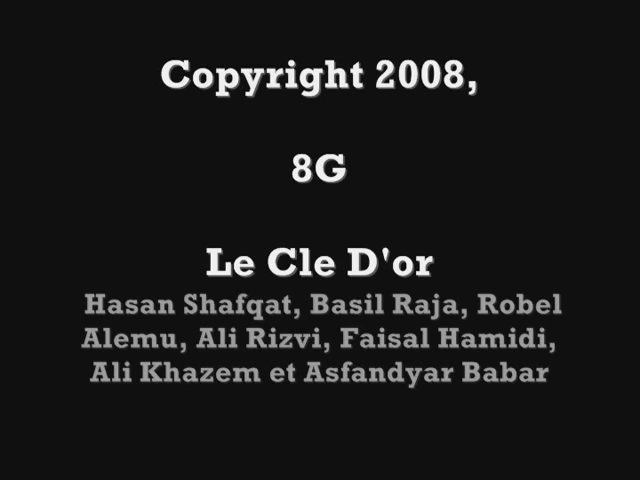 Copyright 2008,
8G
Le Cle D'or
Hasan Shafqat, Basil Raja, Robel
Alemu, Ali Rizvi, Faisal Hamidi,
Ali Khazem et Asfandyar Babar